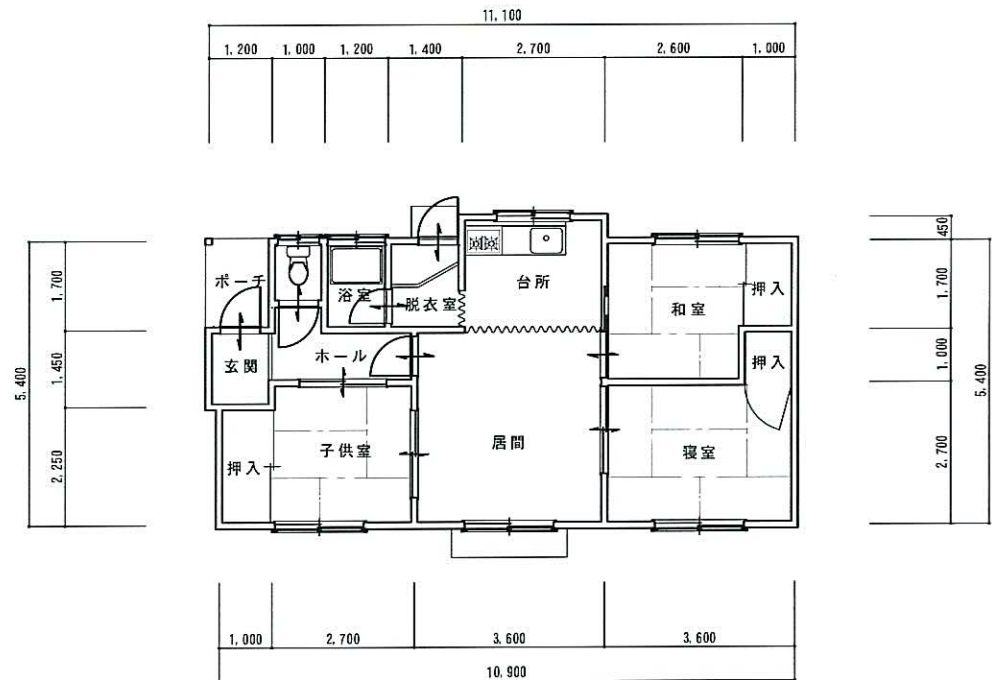 11,100
1,200 1,000 1,200 1,400 2,700 2,600 1,000
5,400
1,700
1,450
2,250
450
1,700
1,000
2,700
5,400
ポーチ
浴室
脱衣室
台所
和室
押入
玄関
ホール
押入
押入
子供室
居間
寝室
1,000 2,700 3,600 3,600
10,900